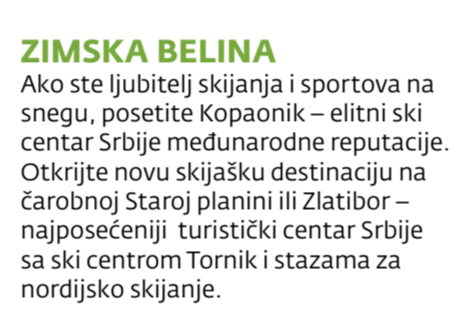 ZIMSKA BELINA
Ako ste ljubitelj skijanja i sportova na
snegu, posetite Kopaonik – elitni ski
centar Srbije međunarodne reputacije.
Otkrijte novu skijašku destinaciju na
čarobnoj Staroj planini ili Zlatibor –
najposećeniji  turistički centar Srbije
sa ski centrom Tornik i stazama za
nordijsko skijanje.